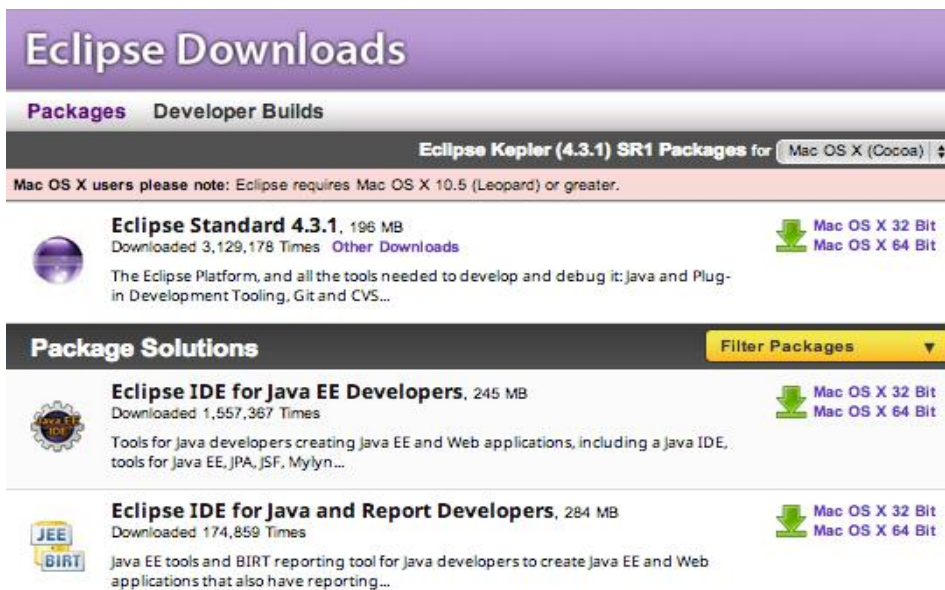 Eclipse Downloads
Packages Developer Builds
Eclipse Kepler (4.3.1) SR1 Packages for Mac OS X (Cocoa)
Mac OS X users please note: Eclipse requires Mac OS X 10.5 (Leopard) or greater.
Eclipse Standard 4.3.1, 196 MB
Downloaded 3,129,178 Times Other Downloads
The Eclipse Platform, and all the tools needed to develop and debug it: Java and Plug-
in Development Tooling, Git and CVS...
Mac OS X 32 Bit
Mac OS X 64 Bit
Package Solutions
Filter Packages
Java EE
IDE
Eclipse IDE for Java EE Developers, 245 MB
Downloaded 1,557,367 Times
Tools for Java developers creating Java EE and Web applications, including a Java IDE,
tools for Java EE, JPA, JSF, Mylyn...
Mac OS X 32 Bit
Mac OS X 64 Bit
JEE
BIRT
Eclipse IDE for Java and Report Developers, 284 MB
Downloaded 174,859 Times
Java EE tools and BIRT reporting tool for Java developers to create Java EE and Web
applications that also have reporting...
Mac OS X 32 Bit
Mac OS X 64 Bit